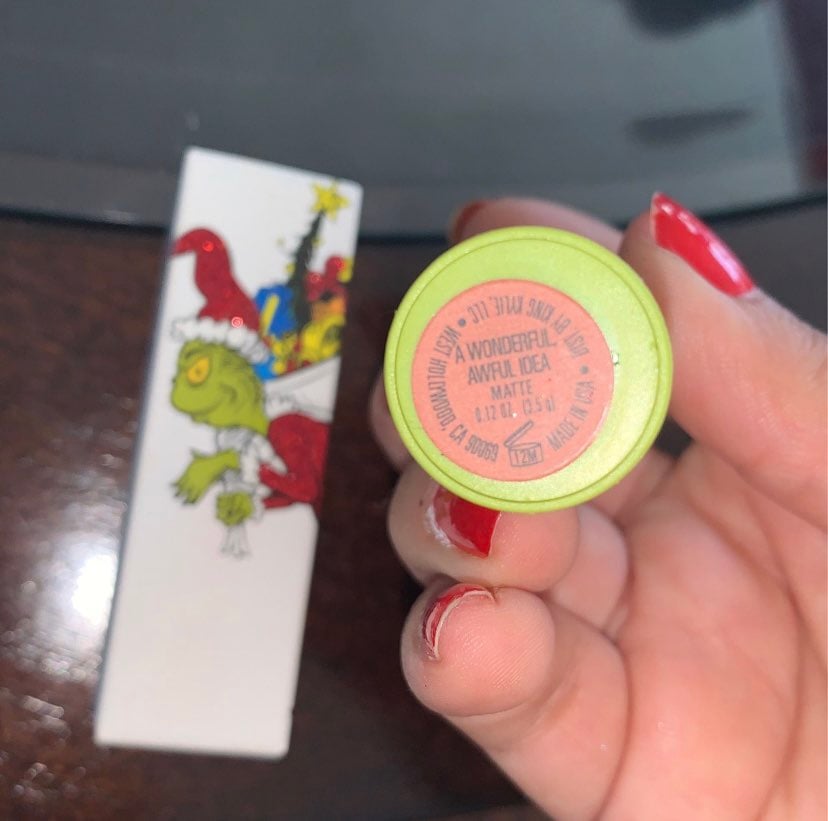 A WONDERFUL,
AWFUL IDEA
MATTE
0.12 OZ. (3.5 g)
12M
DIST. BY KING KYLIE, LLC • WEST HOLLYWOOD, CA 90069 MADE IN USA •